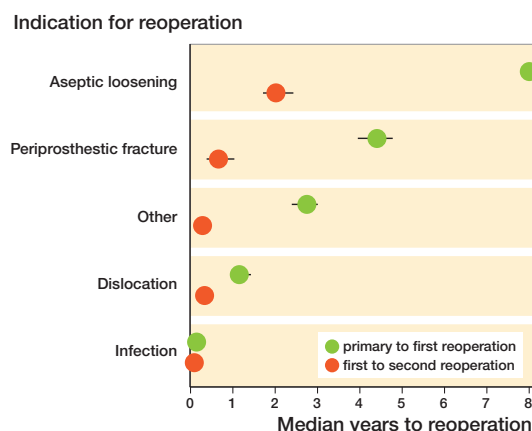 Indication for reoperation
Aseptic loosening
Periprosthestic fracture
Other
Dislocation
Infection
primary to first reoperation
first to second reoperation
0 1 2 3 4 5 6 7 8
Median years to reoperation